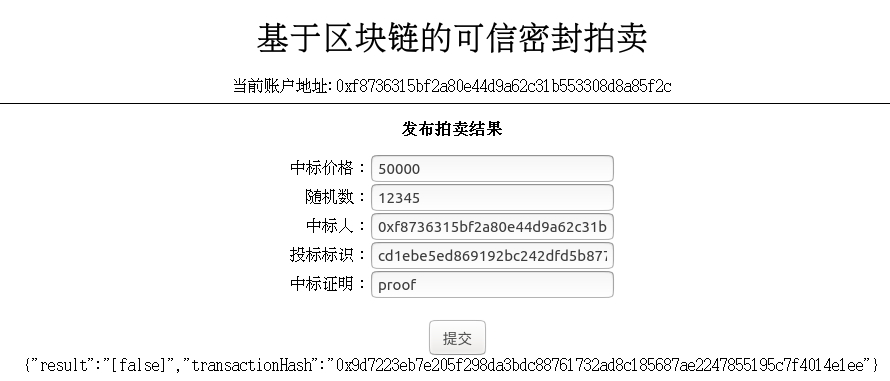 基于区块链的可信密封拍卖
当前账户地址: 0xf8736315bf2a80e44d9a62c31b553308d8a85f2c
发布拍卖结果
中标价格： 50000
随机数： 12345
中标人： 0xf8736315bf2a80e44d9a62c31b
投标标识： cd1ebe5ed869192bc242dfd5b877
中标证明： proof
提交
{"result":"[false]","transactionHash":"0x9d7223eb7e205f298da3bdc88761732ad8c185687ae2247855195c7f4014e1ee"}